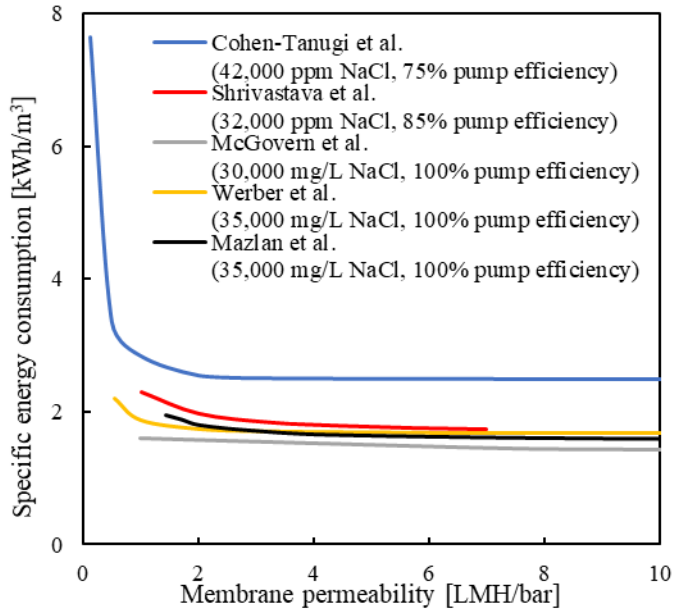 8
6
4
2
0
Specific energy consumption [kWh/m³]
Cohen-Tanugi et al.
(42,000 ppm NaCl, 75% pump efficiency)
Shrivastava et al.
(32,000 ppm NaCl, 85% pump efficiency)
McGovern et al.
(30,000 mg/L NaCl, 100% pump efficiency)
Werber et al.
(35,000 mg/L NaCl, 100% pump efficiency)
Mazlan et al.
(35,000 mg/L NaCl, 100% pump efficiency)
0 2 4 6 8 10
Membrane permeability [LMH/bar]